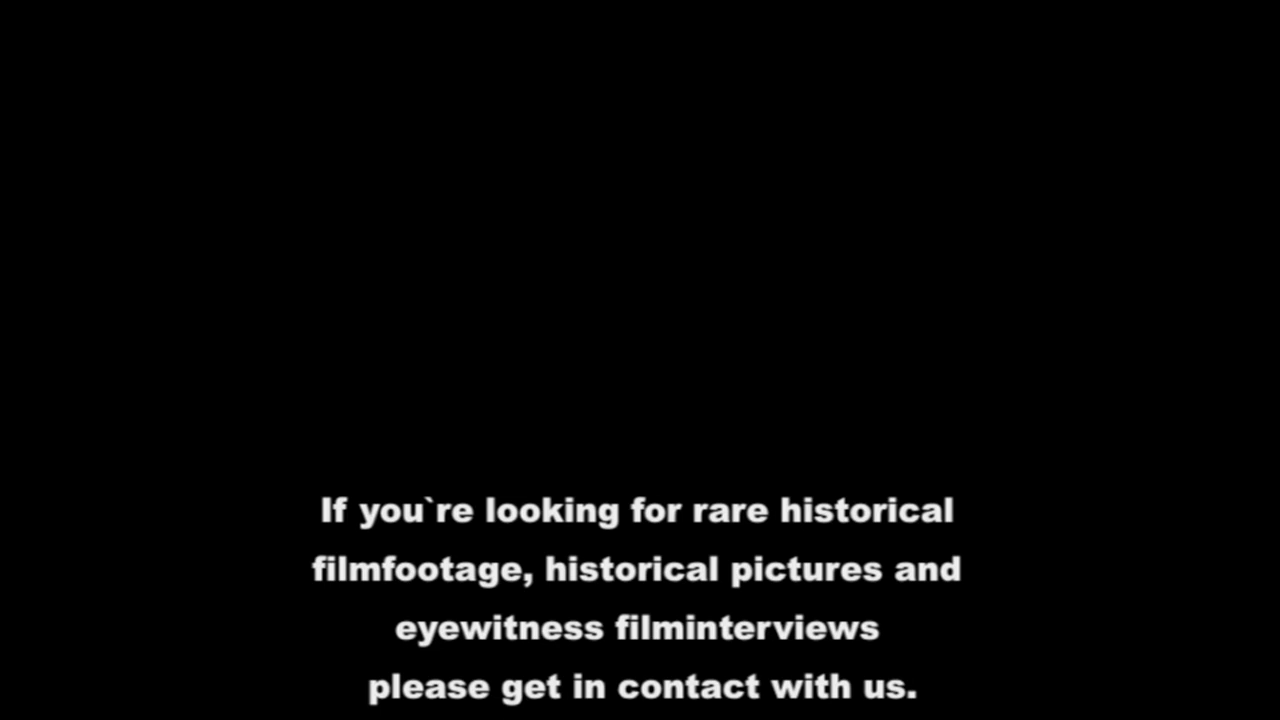 If you`re looking for rare historical
filmfootage, historical pictures and
eyewitness filminterviews
please get in contact with us.